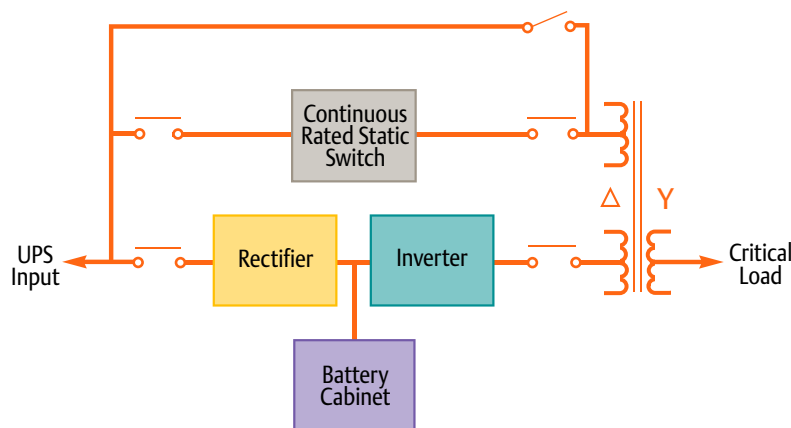 Continuous
Rated Static
Switch
Δ Y
UPS
Input
Rectifier
Inverter
Critical
Load
Battery
Cabinet